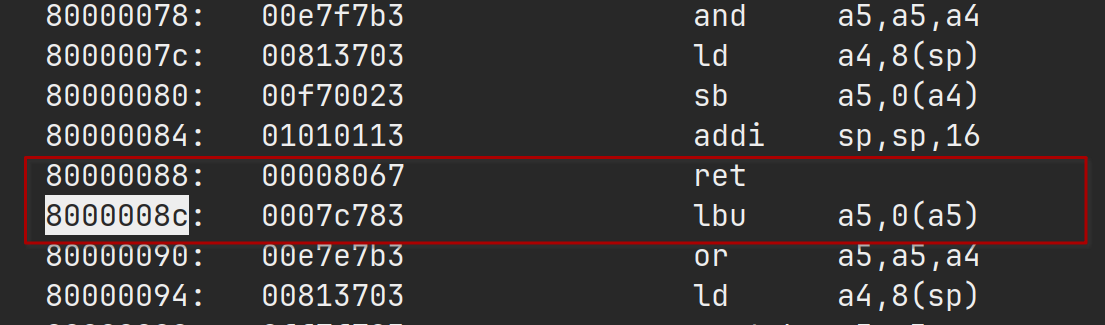 80000078: 00e7f7b3 and a5,a5,a4
8000007c: 00813703 ld a4,8(sp)
80000080: 00f70023 sb a5,0(a4)
80000084: 01010113 addi sp,sp,16
80000088: 00008067 ret
8000008c: 0007c783 lbu a5,0(a5)
80000090: 00e7e7b3 or a5,a5,a4
80000094: 00813703 ld a4,8(sp)